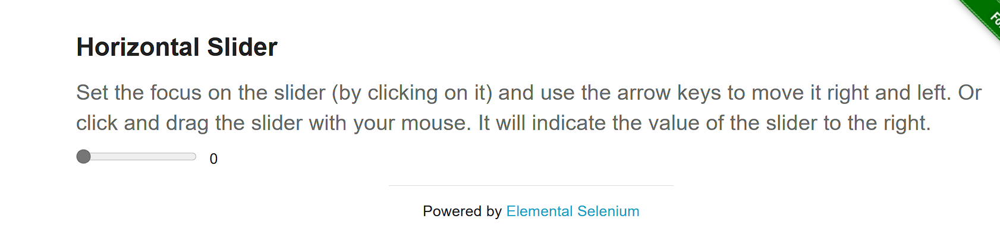 Horizontal Slider
Set the focus on the slider (by clicking on it) and use the arrow keys to move it right and left. Or
click and drag the slider with your mouse. It will indicate the value of the slider to the right.
0
Powered by Elemental Selenium